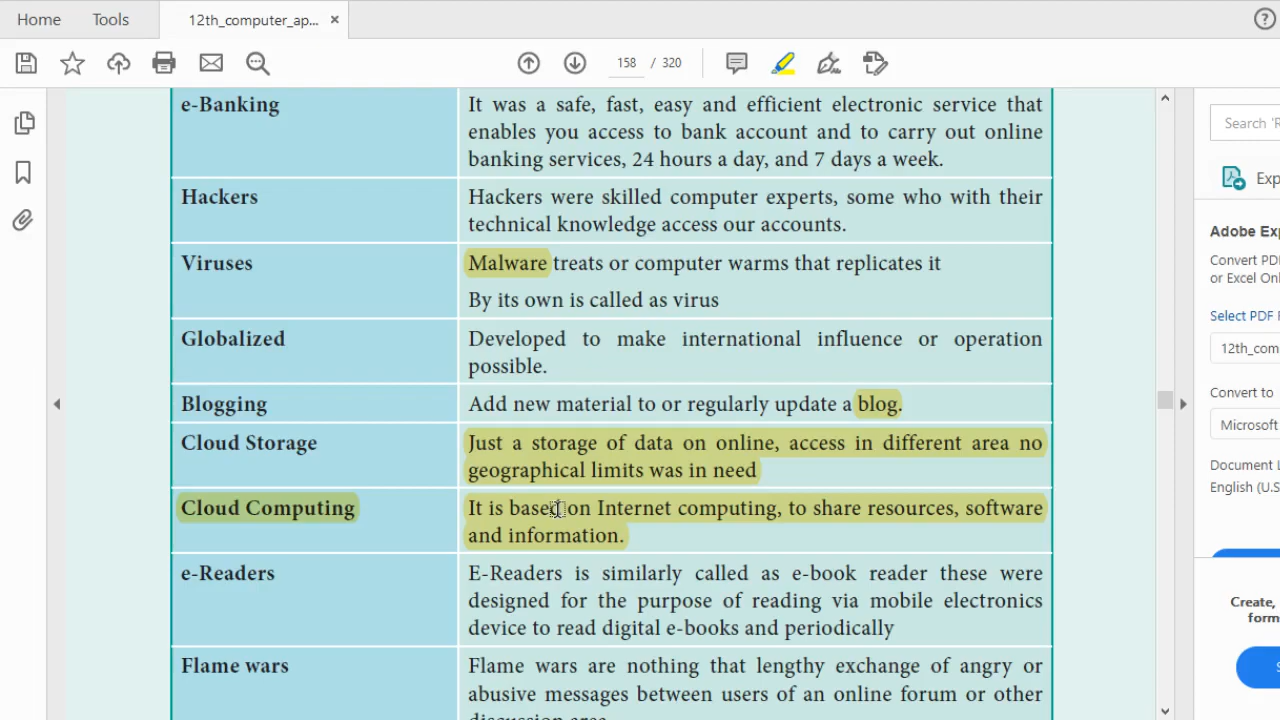 Home
Tools
12th_computer_ap... ×
158 / 320
Search 'R
e-Banking
It was a safe, fast, easy and efficient electronic service that
enables you access to bank account and to carry out online
banking services, 24 hours a day, and 7 days a week.
Hackers
Hackers were skilled computer experts, some who with their
technical knowledge access our accounts.
Viruses
Malware treats or computer warms that replicates it
By its own is called as virus
Globalized
Developed to make international influence or operation
possible.
Blogging
Add new material to or regularly update a blog.
Cloud Storage
Just a storage of data on online, access in different area no
geographical limits was in need
Cloud Computing
It is based on Internet computing, to share resources, software
and information.
e-Readers
E-Readers is similarly called as e-book reader these were
designed for the purpose of reading via mobile electronics
device to read digital e-books and periodically
Flame wars
Flame wars are nothing that lengthy exchange of angry or
abusive messages between users of an online forum or other
discussion area
Exp
Adobe Exp
Convert PD
or Excel Onl
Select PDF F
12th_com
Convert to
Microsoft
Document L
English (U.S
Create,
form
S